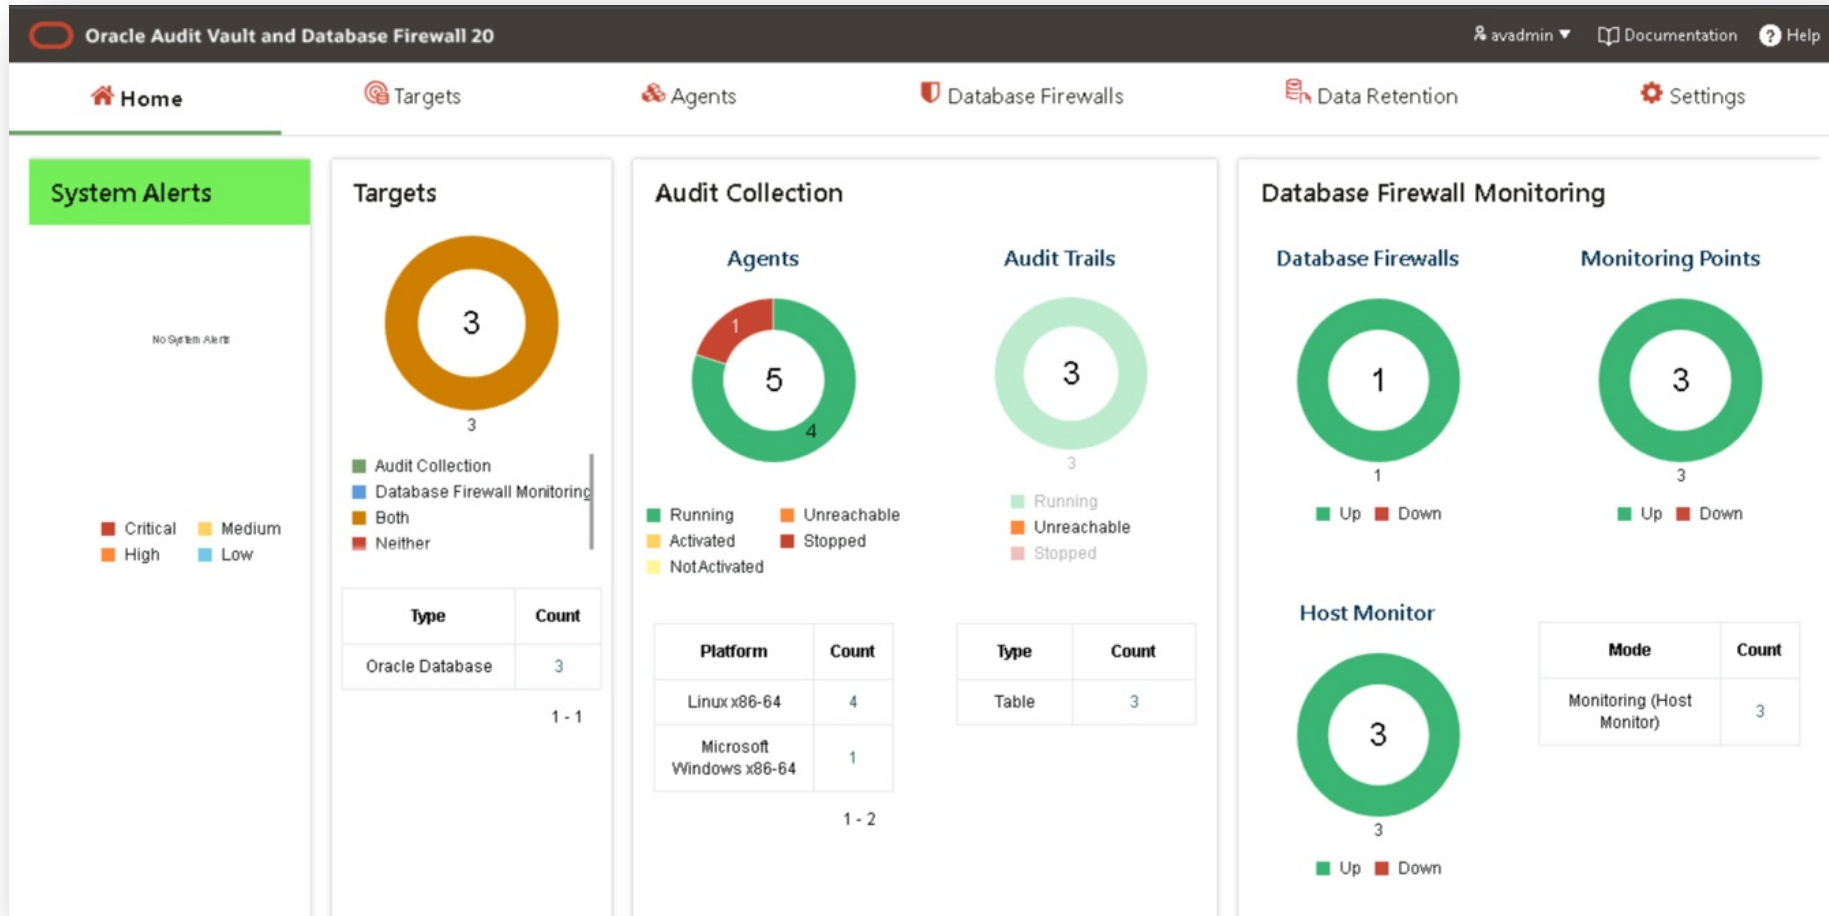 Oracle Audit Vault and Database Firewall 20
avadmin
Documentation
? Help
Home
Targets
Agents
Database Firewalls
Data Retention
Settings
System Alerts
No System Alerts
Critical
Medium
High
Low
Targets
3
3
Audit Collection
Database Firewall Monitoring
Both
Neither
Type Count
Oracle Database 3
1 - 1
Audit Collection
Agents
1
5
4
Running
Unreachable
Activated
Stopped
Not Activated
Platform Count
Linux x86-64 4
Microsoft
Windows x86-64 1
1 - 2
Audit Trails
3
3
Running
Unreachable
Stopped
Type Count
Table 3
Database Firewall Monitoring
Database Firewalls
1
1
Up Down
Monitoring Points
3
3
Up Down
Host Monitor
3
3
Up Down
Mode Count
Monitoring (Host
Monitor) 3